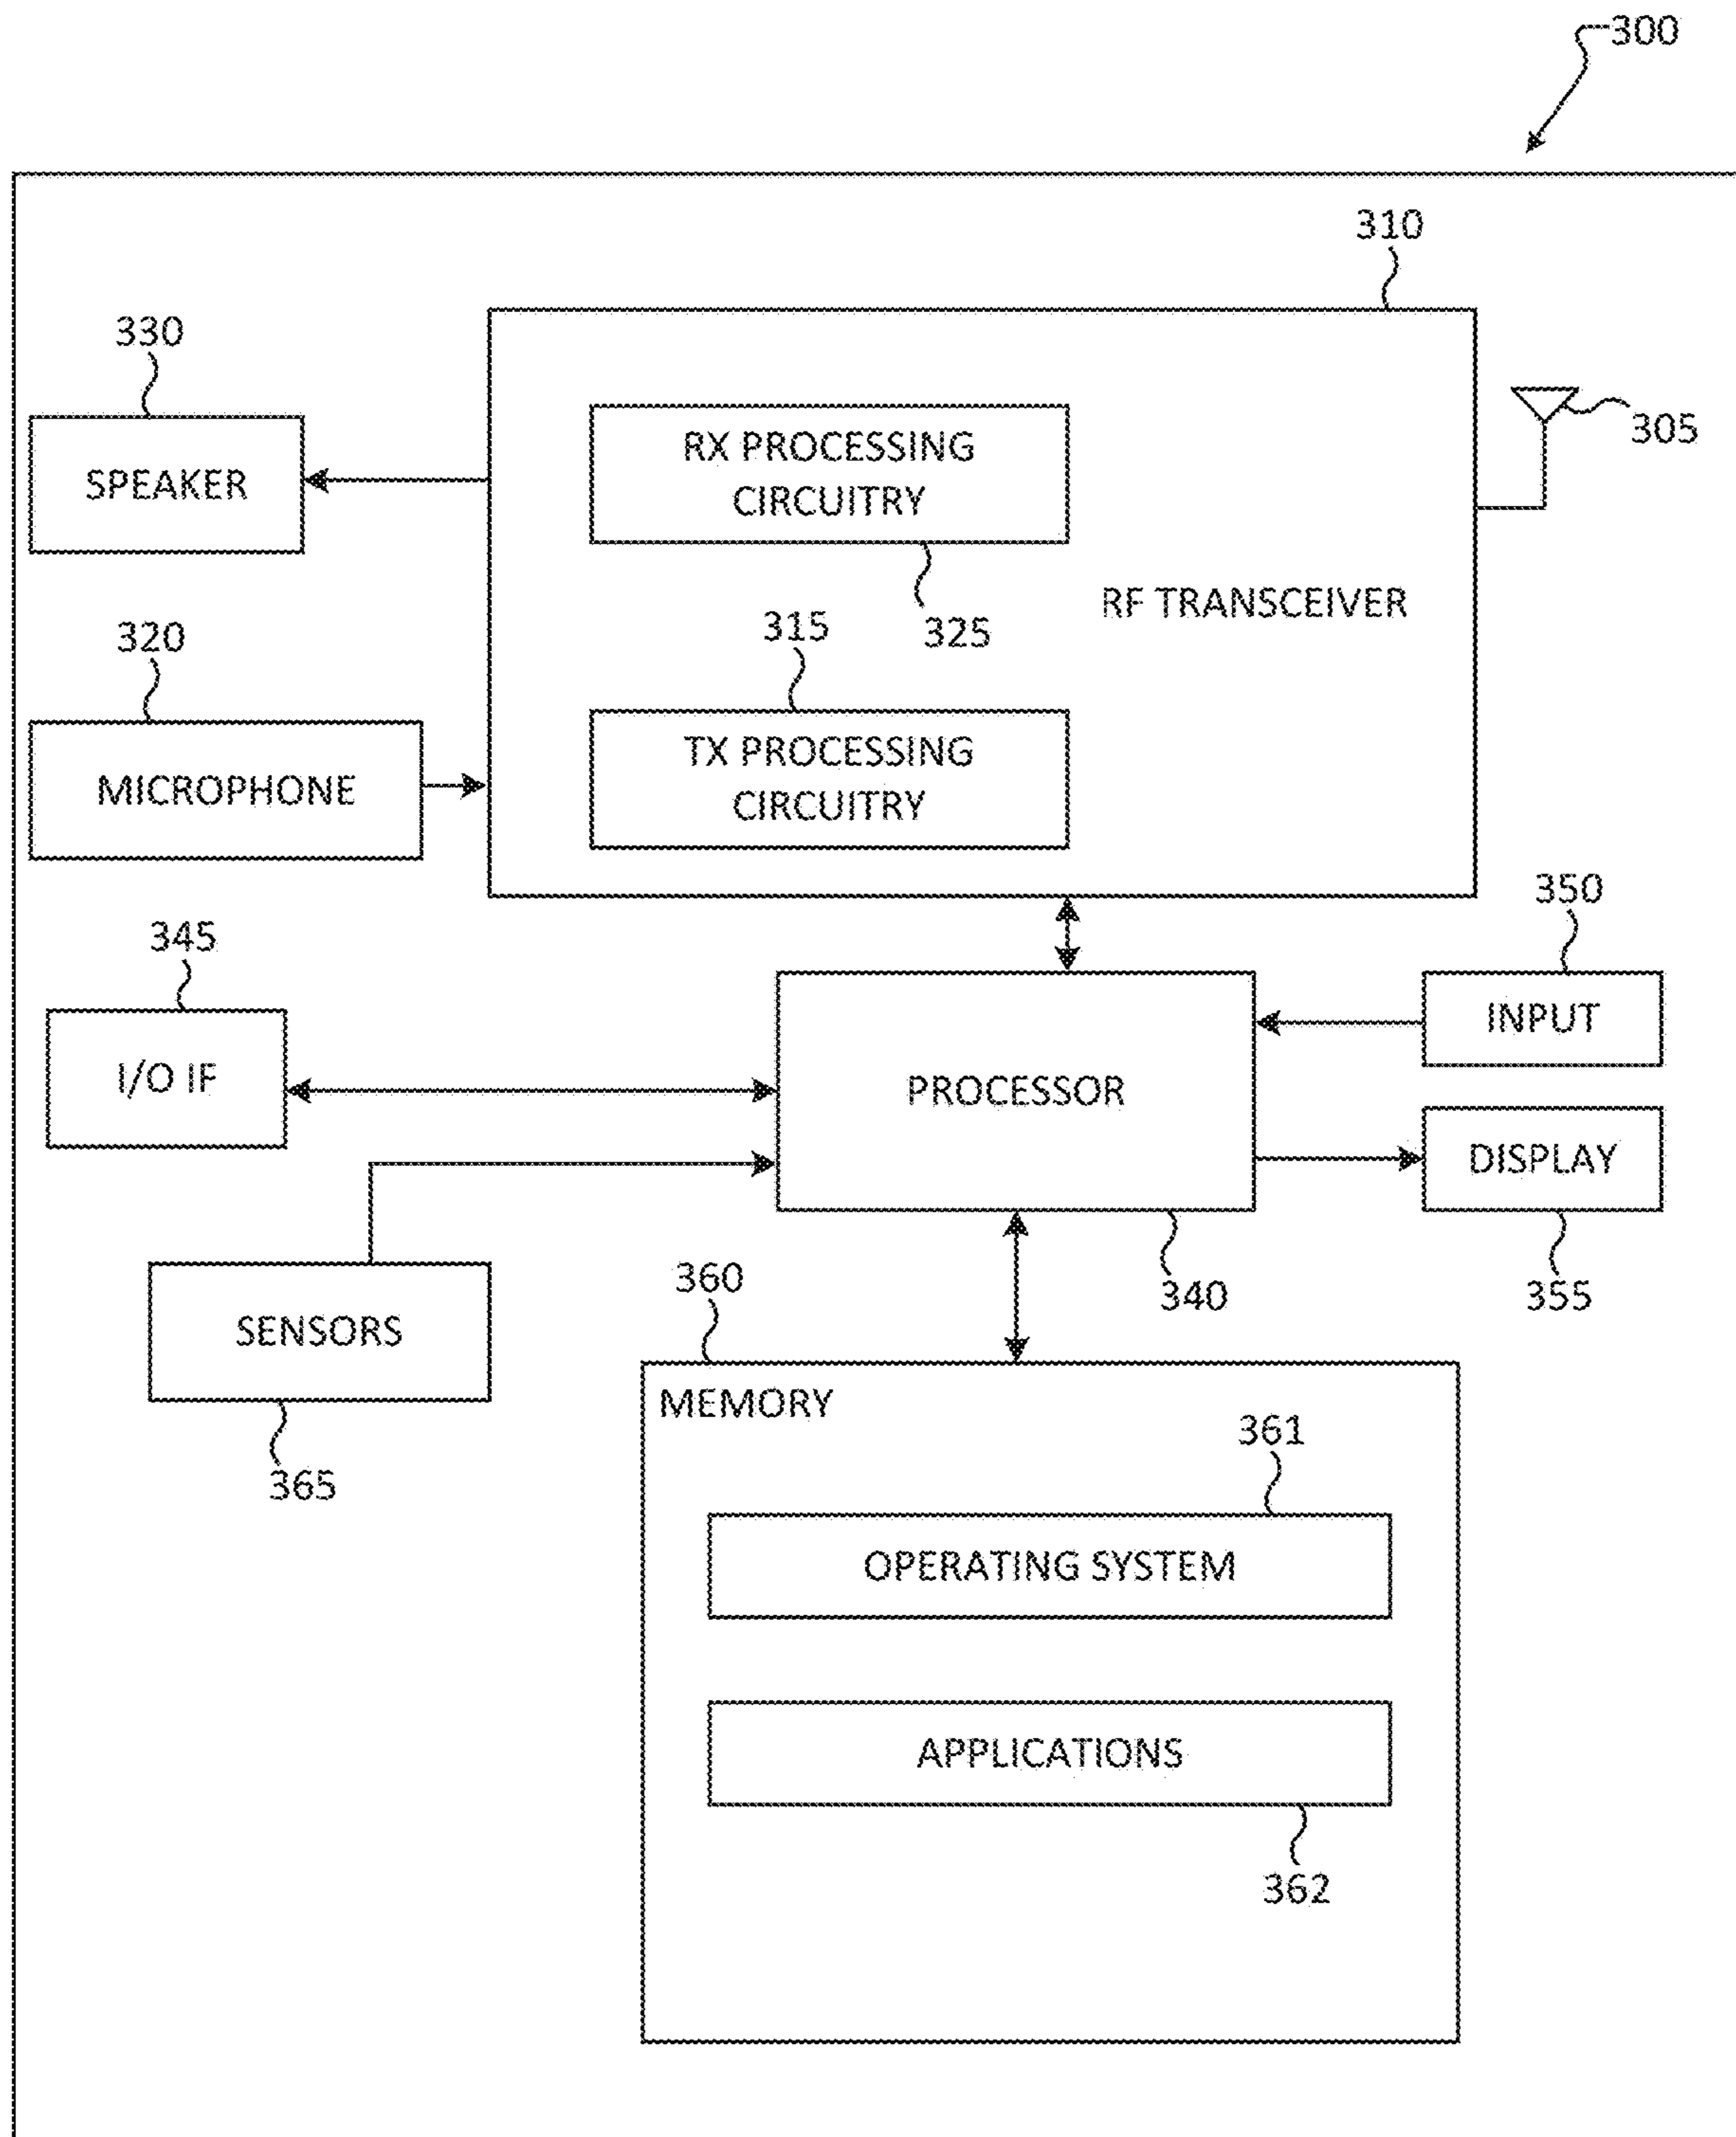 300
310
330
305
SPEAKER
RX PROCESSING
CIRCUITRY
325
RF TRANSCEIVER
320
315
MICROPHONE
TX PROCESSING
CIRCUITRY
345
350
I/O IF
PROCESSOR
INPUT
DISPLAY
340
355
SENSORS
365
360
MEMORY
361
OPERATING SYSTEM
APPLICATIONS
362